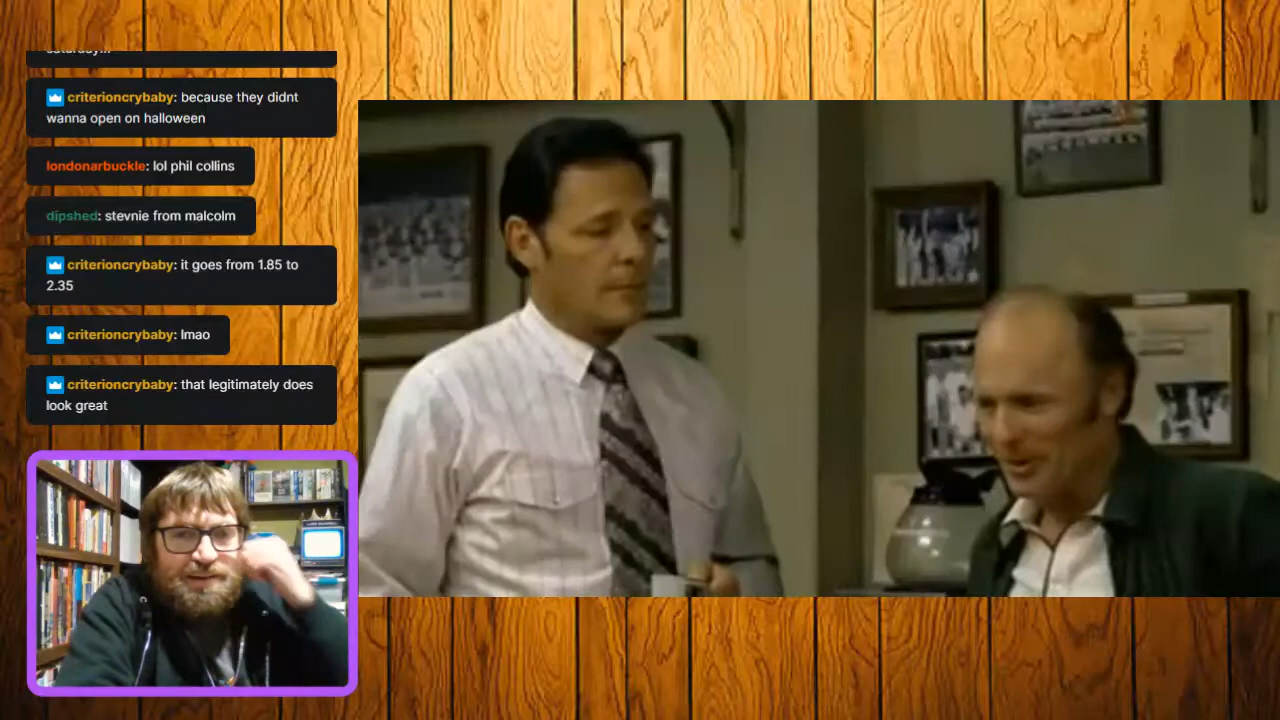 saturday...
criterioncrybaby: because they didnt
wanna open on halloween
londonarbuckle: lol phil collins
dipshed: stevnie from malcolm
criterioncrybaby: it goes from 1.85 to
2.35
criterioncrybaby: lmao
criterioncrybaby: that legitimately does
look great